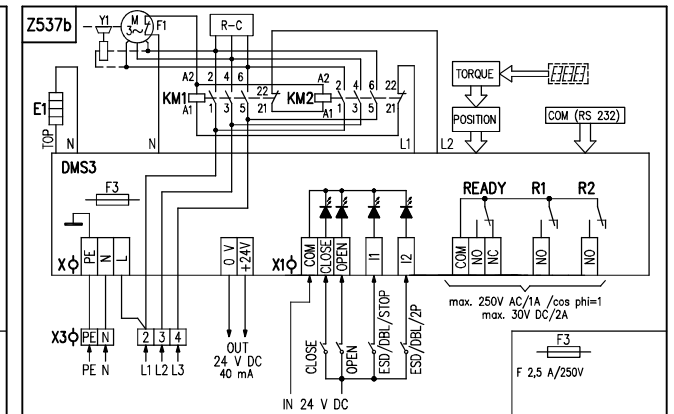 Z537b
Y1
M
3~
F1
R-C
A2
2 4 6
22
A2
2 4 6
22
KM1
KM2
A1
1 3 5
21
A1
1 3 5
21
E1
TOP
N
N
L1
L2
TORQUE
POSITION
COM (RS 232)
DMS3
F3
READY
R1
R2
X
PE
N
L
0 V
+24V
X1
COM
CLOSE
OPEN
I1
I2
COM
NO
NC
NO
NO
max. 250V AC/1A /cos phi=1
max. 30V DC/2A
X3
PE N
2 3 4
PE N
L1 L2 L3
OUT
24 V DC
40 mA
CLOSE
OPEN
ESD/DBL/STOP
ESD/DBL/2P
IN 24 V DC
F3
F 2,5 A/250V